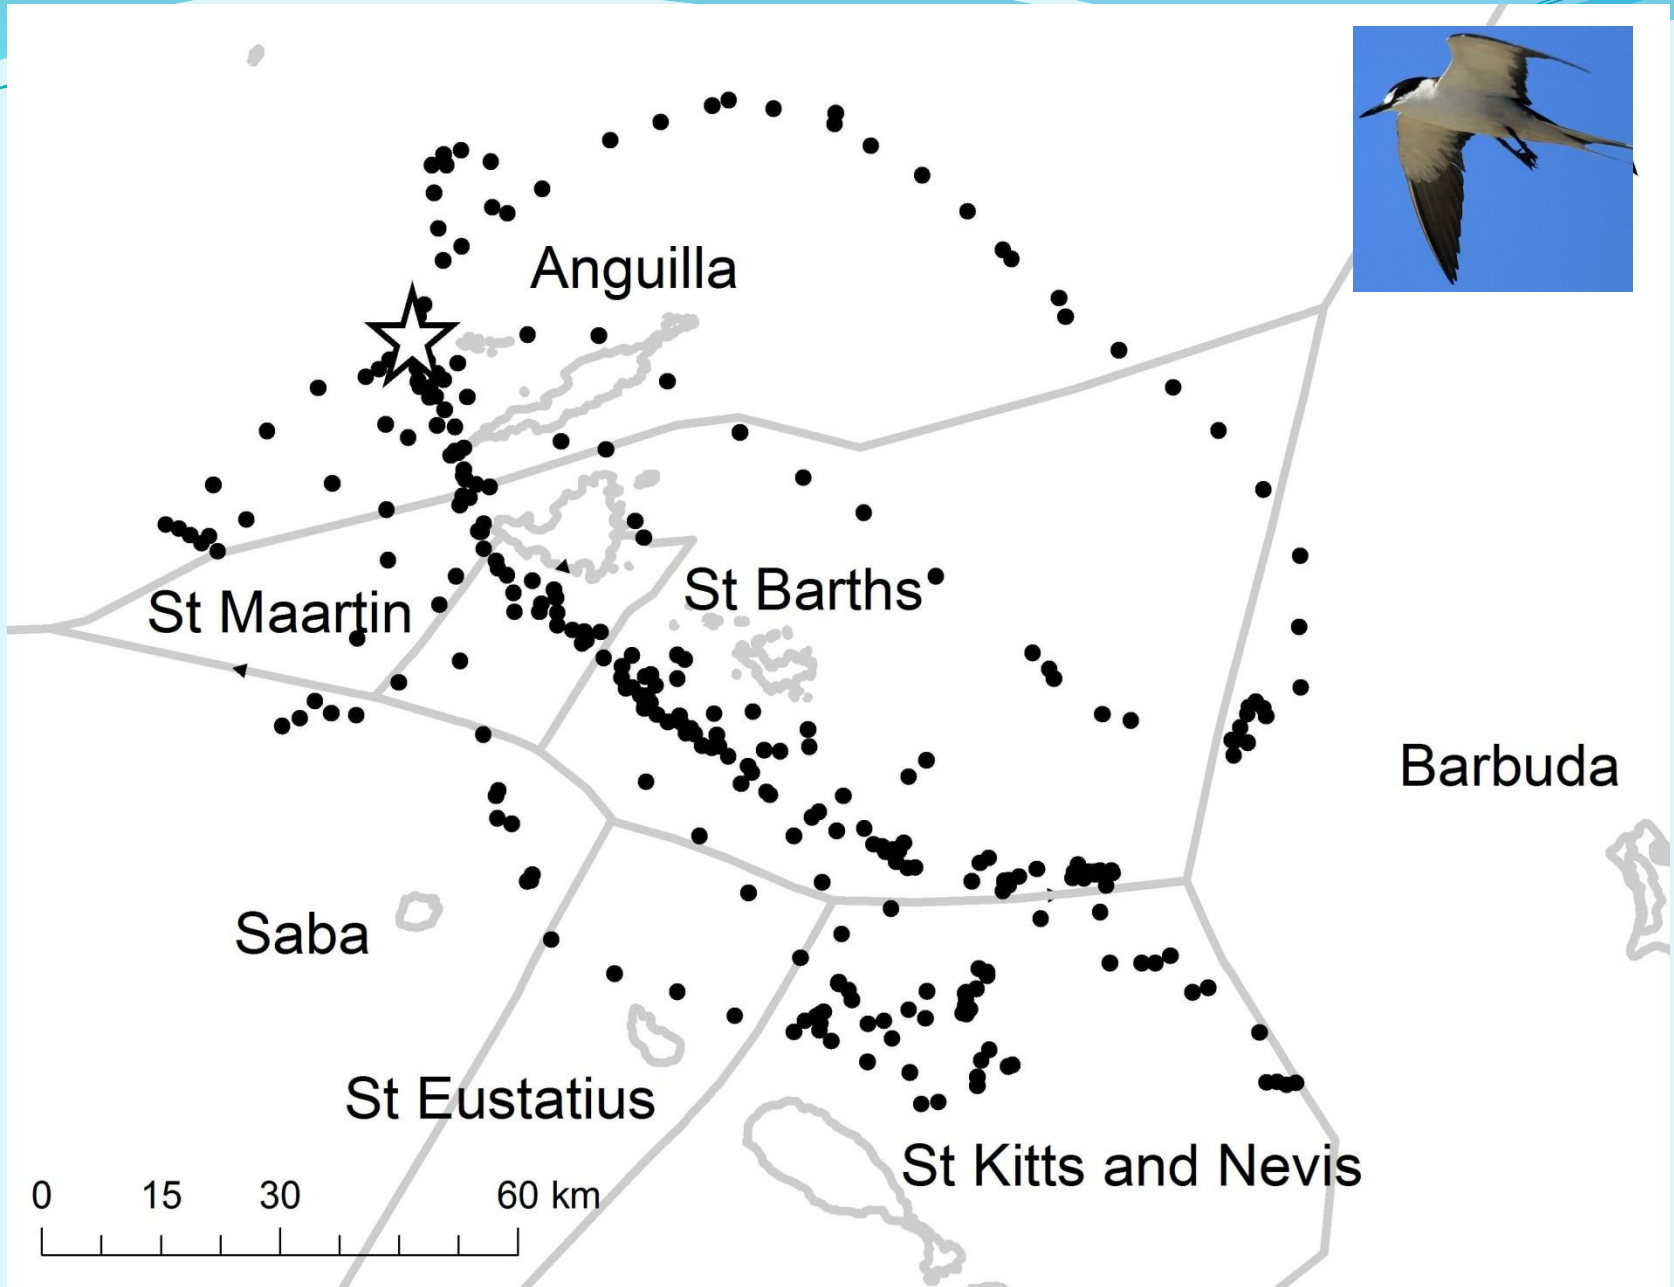 Anguilla
St Barths
St Maartin
Barbuda
Saba
St Eustatius
St Kitts and Nevis
0 15 30 60 km